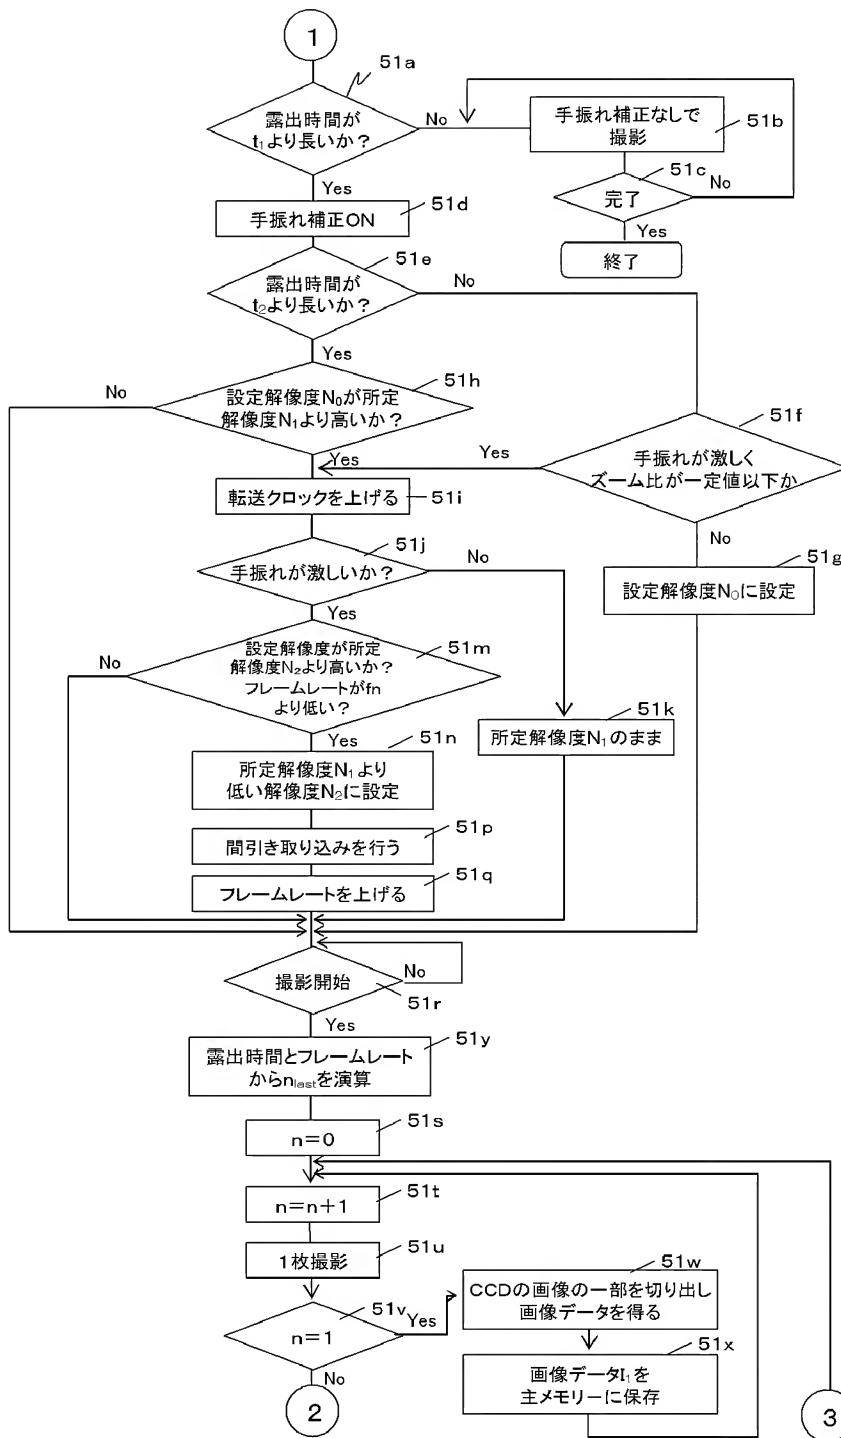 1
51a
露出時間が
t₁より長いか？
No
手振れ補正なしで
撮影
51b
51c
完了
No
Yes
終了
Yes
51d
手振れ補正ON
51e
露出時間が
t₂より長いか？
No
Yes
51h
設定解像度N₀が所定
解像度N₁より高いか？
No
Yes
51f
手振れが激しく
ズーム比が一定値以下か
Yes
No
51g
設定解像度N₀に設定
転送クロックを上げる
51i
51j
手振れが激しいか？
No
Yes
設定解像度が所定
解像度N₂より高いか？
フレームレートがfn
より低い？
51m
No
Yes
51k
所定解像度N₁のまま
51n
所定解像度N₁より
低い解像度N₂に設定
51p
間引き取り込みを行う
51q
フレームレートを上げる
撮影開始
No
51r
Yes
51y
露出時間とフレームレート
からnlastを演算
51s
n＝0
51t
n＝n＋1
51u
1枚撮影
51v
n＝1
Yes
No
51w
CCDの画像の一部を切り出し
画像データを得る
51x
画像データI₁を
主メモリーに保存
2
3